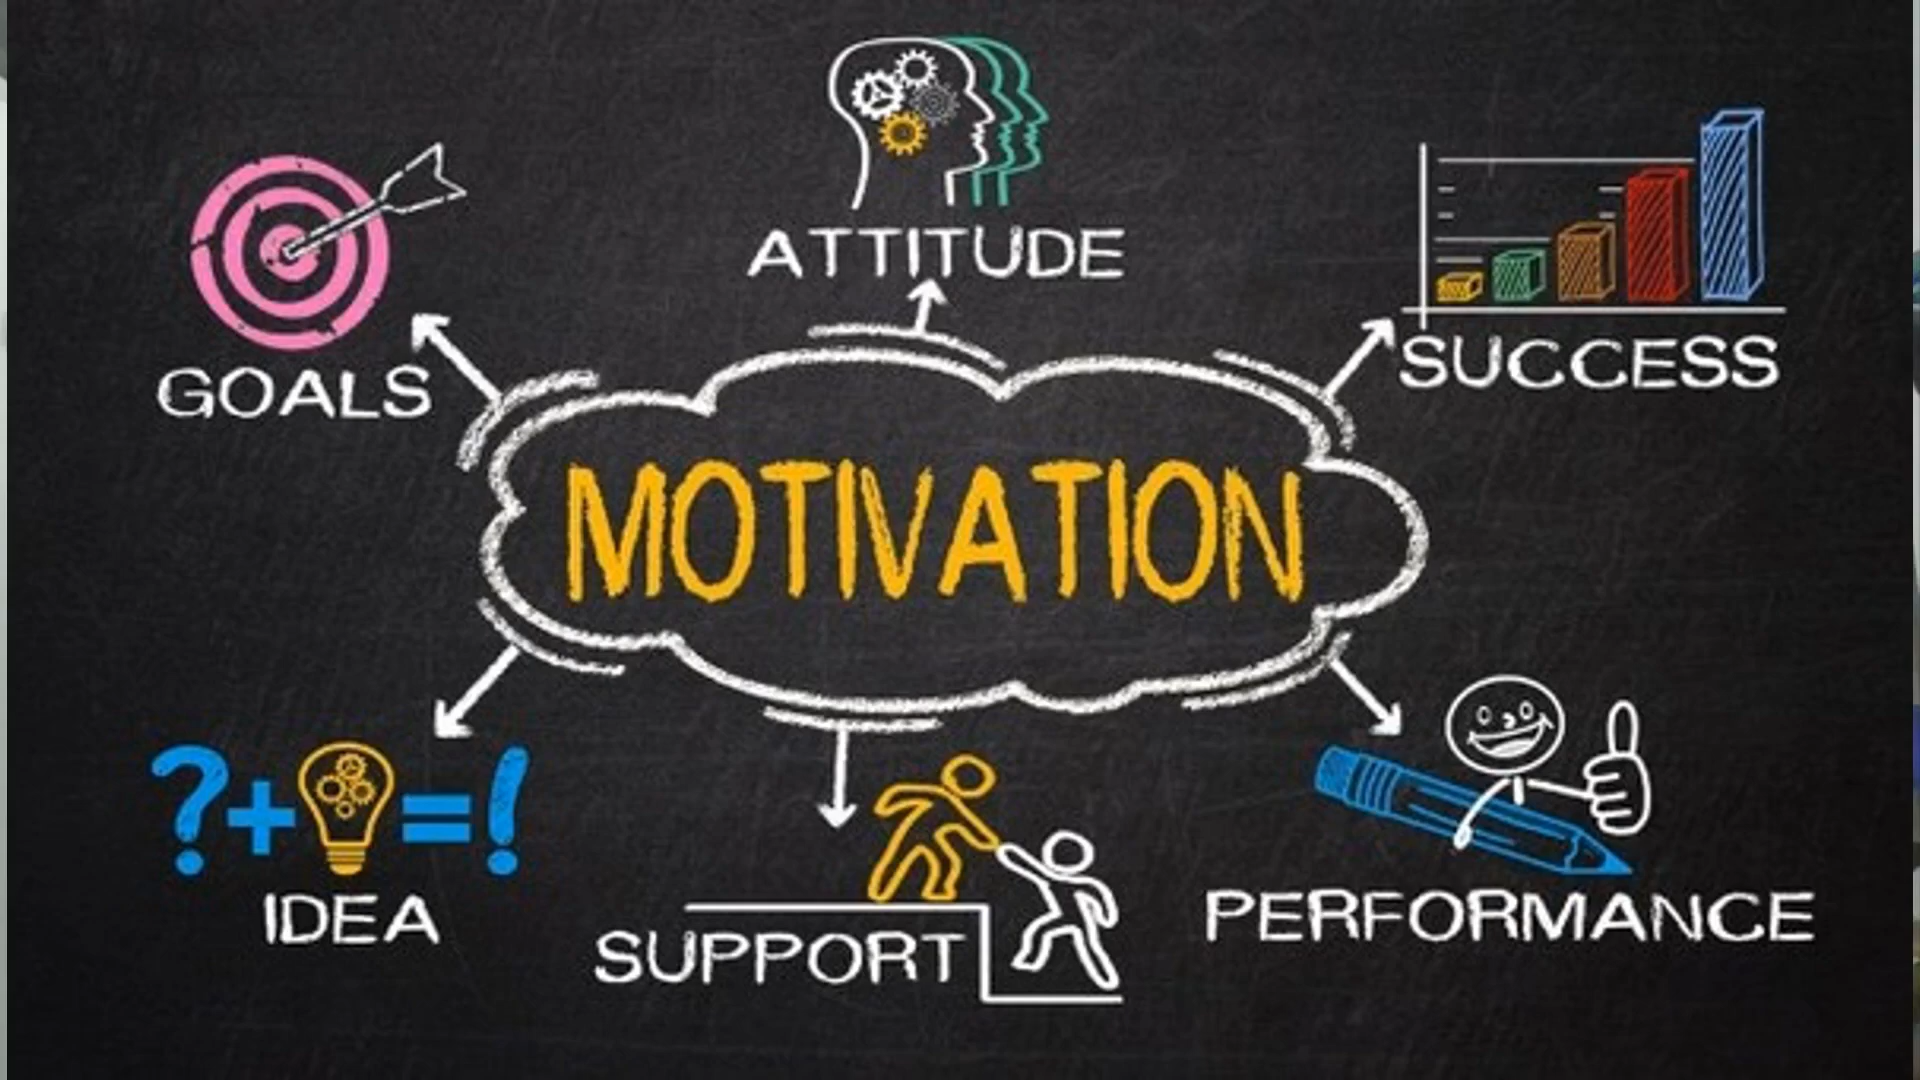 ATTITUDE
GOALS
SUCCESS
MOTIVATION
?+=!
IDEA
SUPPORT
PERFORMANCE